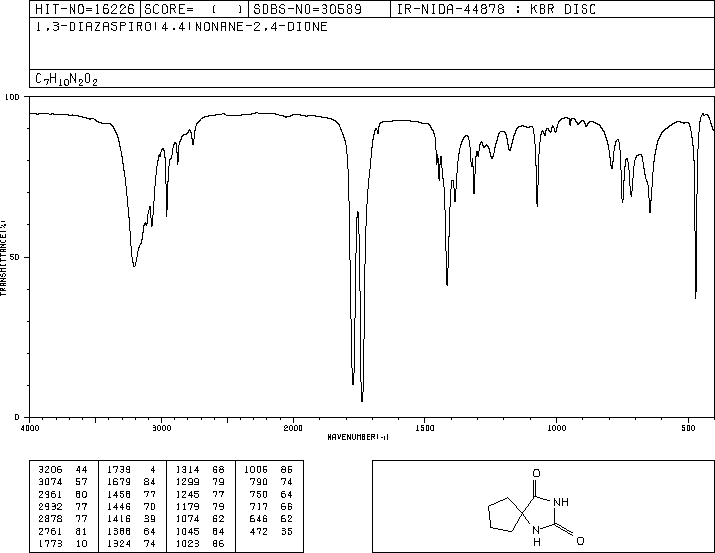 HIT-NO=16226 SCORE= ( ) SDBS-NO=30589 IR-NIDA-44878 : KBR DISC
1,3-DIAZASPIRO(4.4)NONANE-2,4-DIONE
C7H10N2O2
100
50
0
TRANSMITTANCE(%)
4000 3000 2000 1500 1000 500
WAVENUMBER(-1)
3206 44 1739 4 1314 68 1006 86
3074 57 1679 84 1299 79 790 74
2961 60 1458 77 1245 77 750 64
2932 77 1446 70 1179 79 717 66
2878 77 1416 39 1074 62 646 62
2761 81 1388 64 1045 84 472 35
1773 10 1324 74 1023 86
O
NH
N
H
O